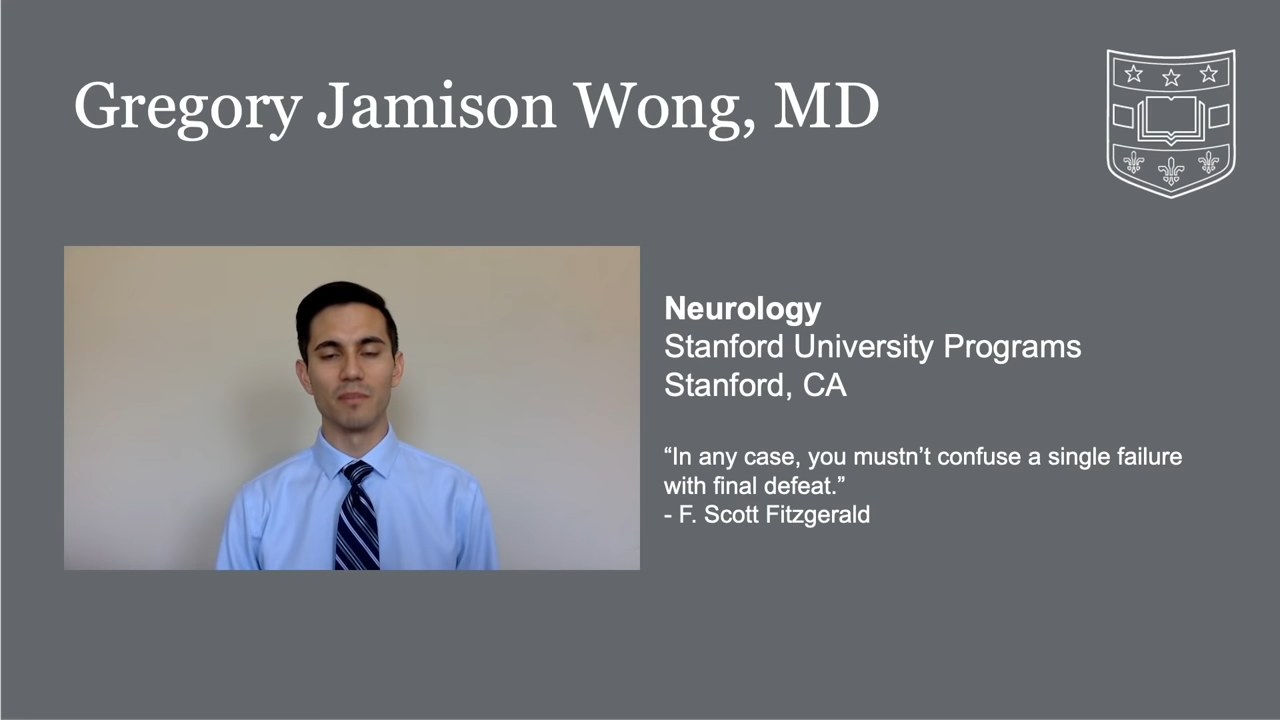 Gregory Jamison Wong, MD
Neurology
Stanford University Programs
Stanford, CA
“In any case, you mustn’t confuse a single failure
with final defeat.”
- F. Scott Fitzgerald